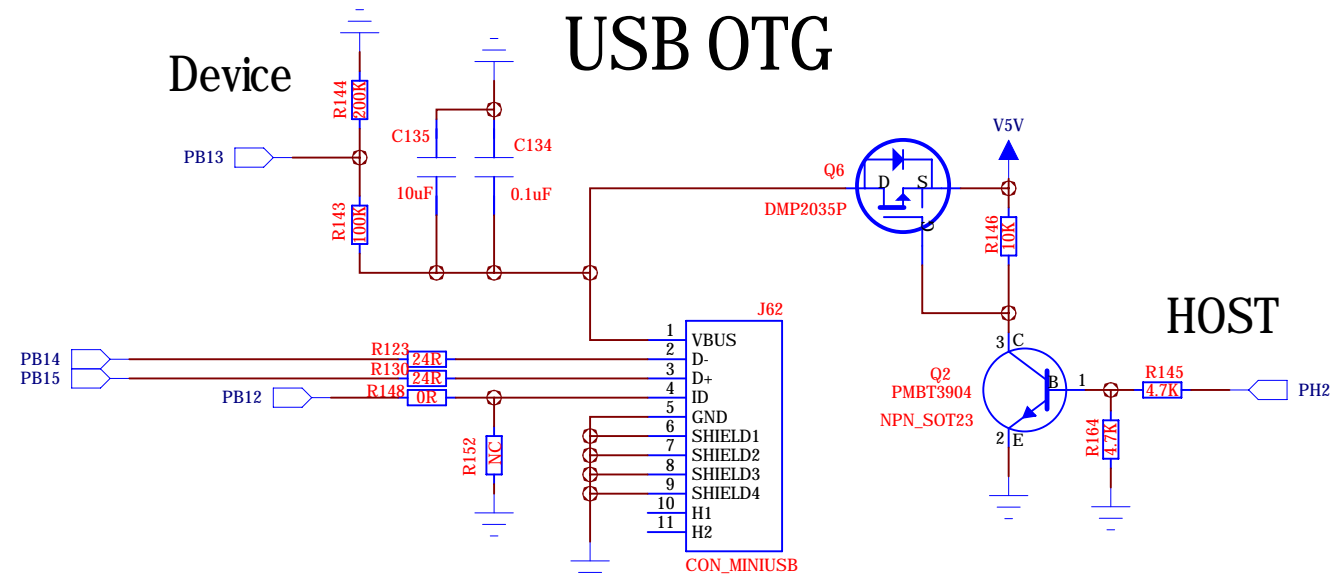 USB OTG
Device
R144
200K
PB13
C135
10uF
C134
0.1uF
R143
100K
V5V
Q6
D
S
G
DMP2035P
R146
10K
HOST
J62
1
VBUS
2
D-
3
D+
4
ID
5
GND
6
SHIELD1
7
SHIELD2
8
SHIELD3
9
SHIELD4
10
H1
11
H2
CON_MINIUSB
PB14
R123
24R
PB15
R130
24R
PB12
R148
0R
R152
NC
3
C
Q2
PMBT3904
NPN_SOT23
B
1
2
E
R145
4.7K
PH2
R164
4.7K